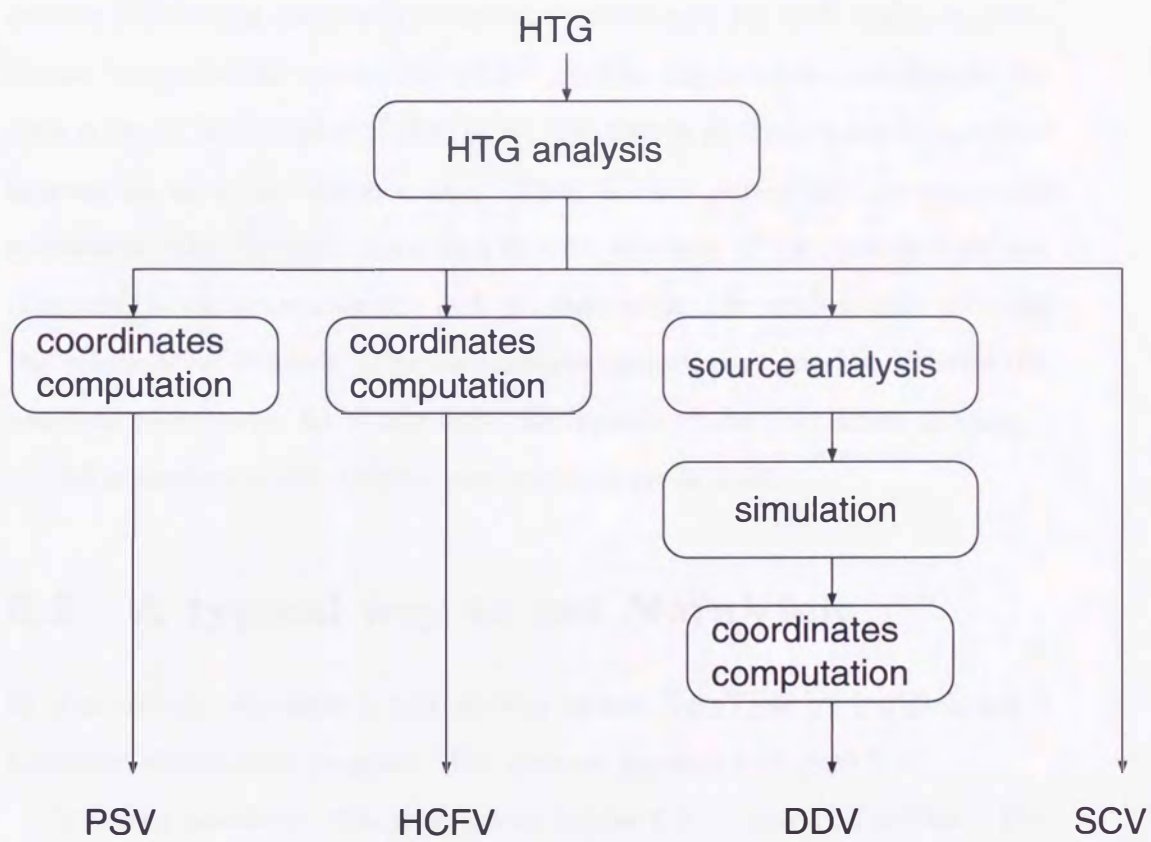 HTG
HTG analysis
coordinates
computation
coordinates
computation
source analysis
simulation
coordinates
computation
PSV
HCFV
DDV
SCV